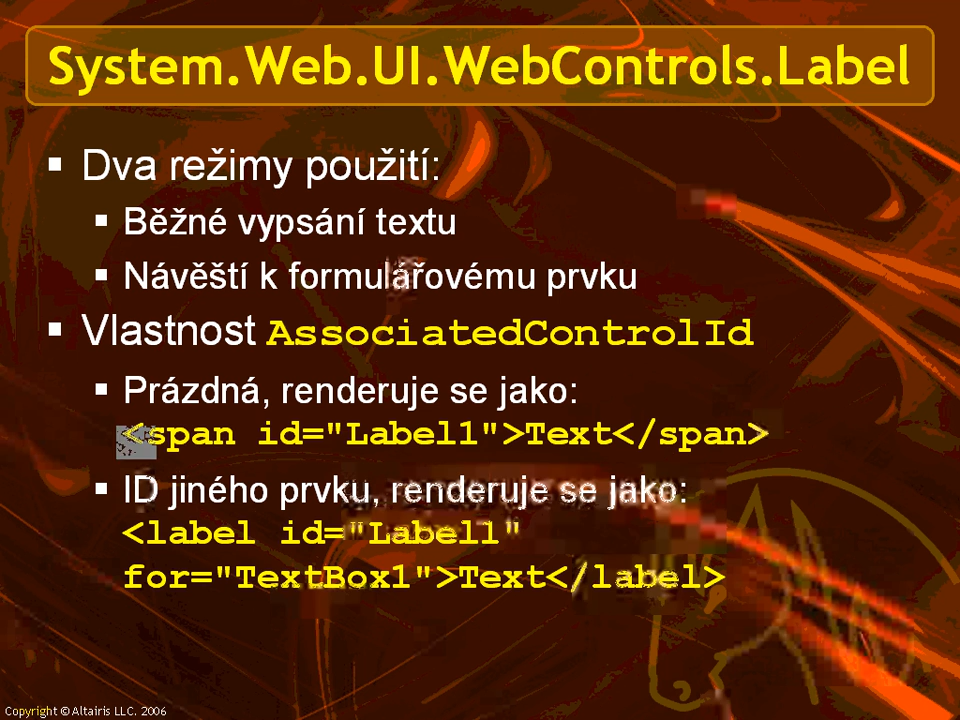 System.Web.UI.WebControls.Label
Dva režimy použití:
Běžné vypsání textu
Návěští k formulářovému prvku
Vlastnost AssociatedControlId
Prázdná, renderuje se jako:
<span id="Label1">Text</span>
ID jiného prvku, renderuje se jako:
<label id="Label1"
for="TextBox1">Text</label>
Copyright © Altairis LLC. 2006